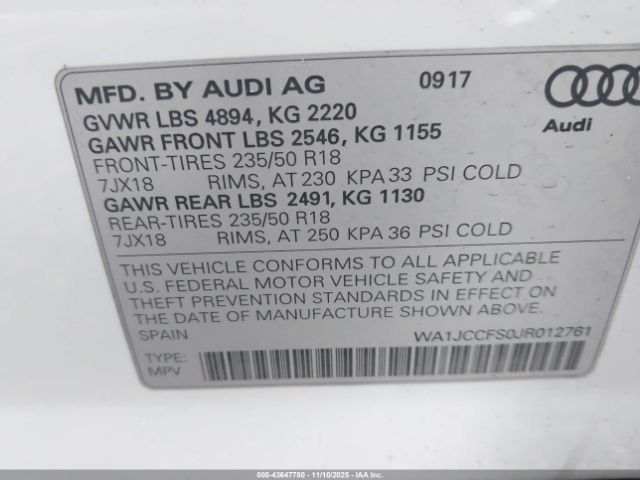 MFD. BY AUDI AG 0917
GVWR LBS 4894, KG 2220
GAWR FRONT LBS 2546, KG 1155
FRONT-TIRES 235/50 R18
7JX18 RIMS, AT 230 KPA 33 PSI COLD
GAWR REAR LBS 2491, KG 1130
REAR-TIRES 235/50 R18
7JX18 RIMS, AT 250 KPA 36 PSI COLD
Audi
THIS VEHICLE CONFORMS TO ALL APPLICABLE
U.S. FEDERAL MOTOR VEHICLE SAFETY AND
THEFT PREVENTION STANDARDS IN EFFECT ON
THE DATE OF MANUFACTURE SHOWN ABOVE.
SPAIN WA1JCCFS0JR012761
TYPE:
MPV
000-43647780 - 11/10/2025 - IAA Inc.